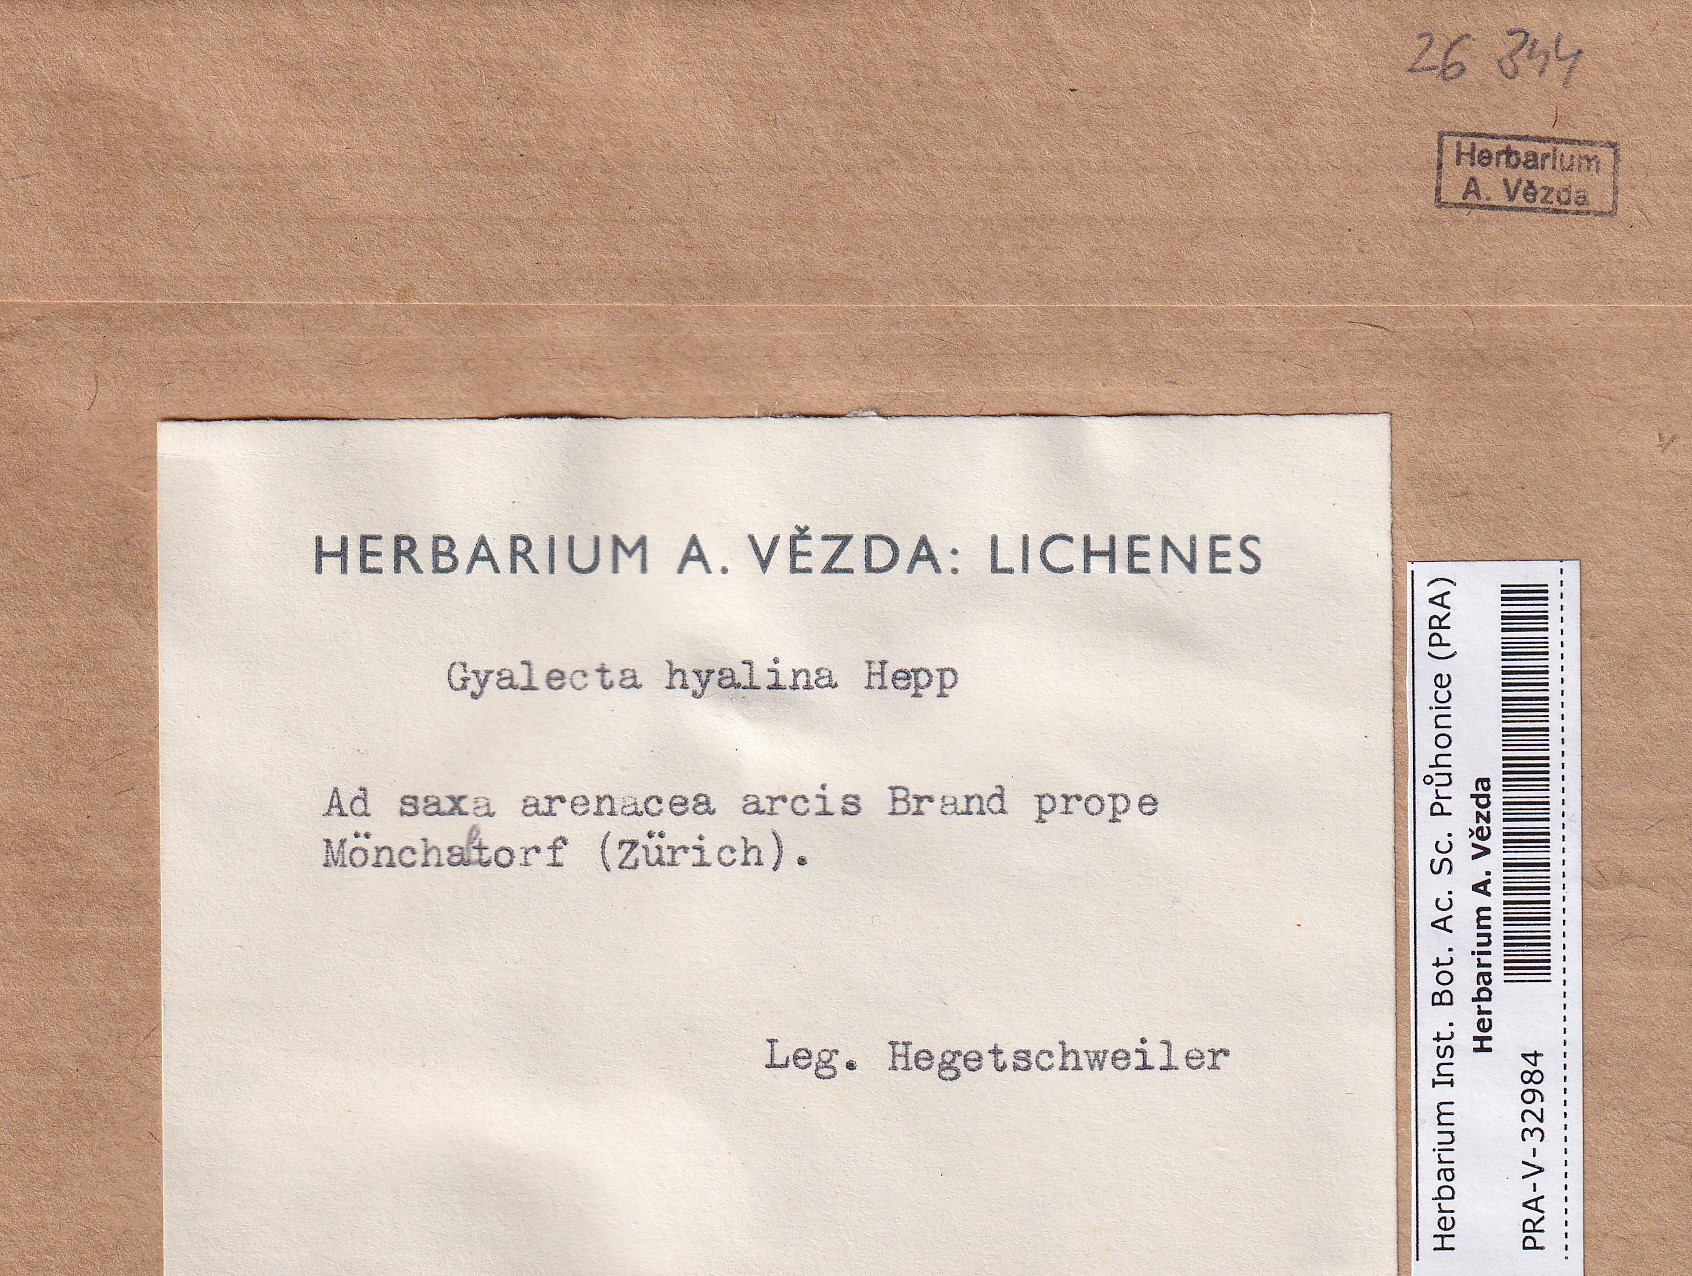 26 344
Herbarium
A. Vězda
HERBARIUM A. VĚZDA: LICHENES
Gyalecta hyalina Hepp
Ad saxa arenacea arcis Brand prope
Mönchaltorf (Zürich).
Leg. Hegetschweiler
Herbarium Inst. Bot. Ac. Sc. Průhonice (PRA)
Herbarium A. Vězda
PRA-V-32984